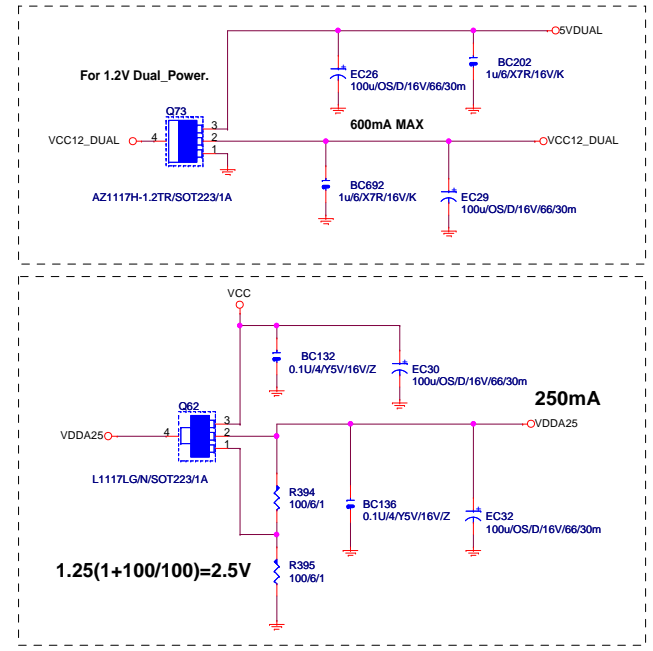 5VDUAL
For 1.2V Dual_Power.
EC26
100u/OS/D/16V/66/30m
BC202
1u/6/X7R/16V/K
Q73
VCC12_DUAL
4
3
2
1
600mA MAX
VCC12_DUAL
AZ1117H-1.2TR/SOT223/1A
BC692
1u/6/X7R/16V/K
EC29
100u/OS/D/16V/66/30m
VCC
BC132
0.1U/4/Y5V/16V/Z
EC30
100u/OS/D/16V/66/30m
Q62
VDDA25
4
3
2
1
250mA
VDDA25
L1117LG/N/SOT223/1A
R394
100/6/1
BC136
0.1U/4/Y5V/16V/Z
EC32
100u/OS/D/16V/66/30m
1.25(1+100/100)=2.5V
R395
100/6/1